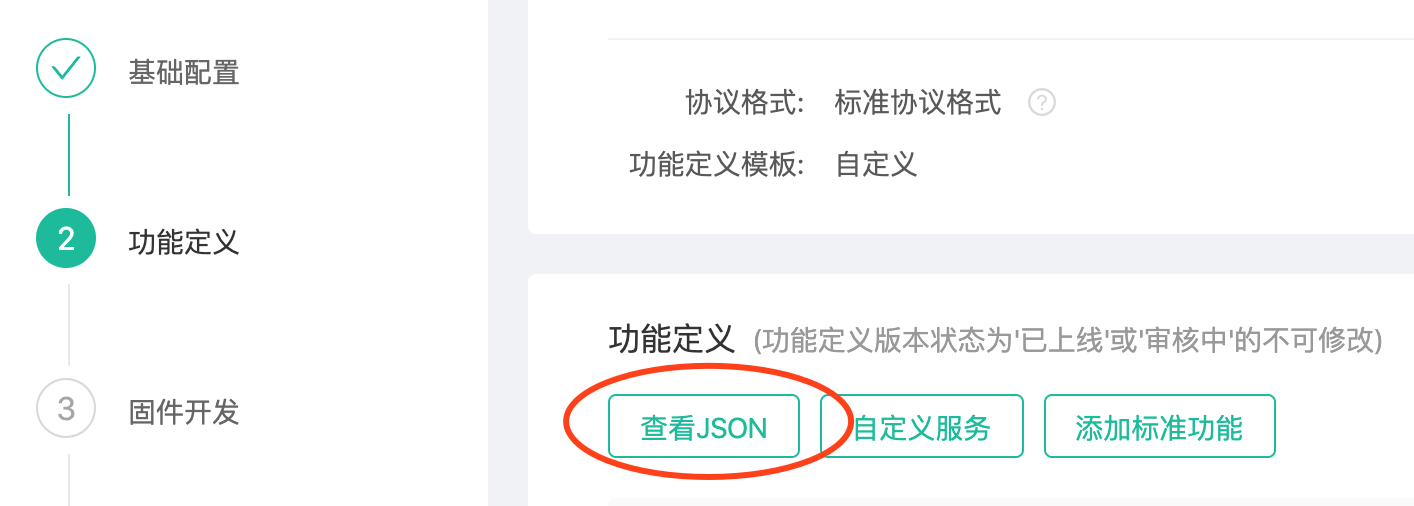 基础配置
2
功能定义
3
固件开发
协议格式: 标准协议格式 ?
功能定义模板: 自定义
功能定义 (功能定义版本状态为'已上线'或'审核中'的不可修改)
查看JSON 自定义服务 添加标准功能